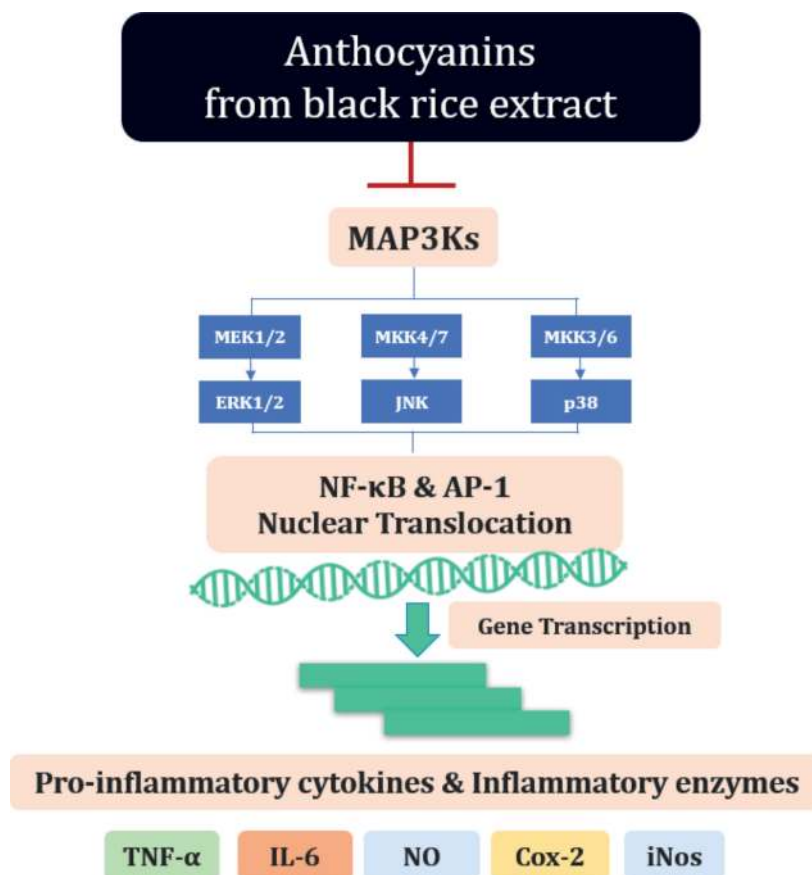 Anthocyanins
from black rice extract
MAP3Ks
MEK1/2
MKK4/7
MKK3/6
ERK1/2
JNK
p38
NF-κB & AP-1
Nuclear Translocation
Gene Transcription
Pro-inflammatory cytokines & Inflammatory enzymes
TNF-α
IL-6
NO
Cox-2
iNos